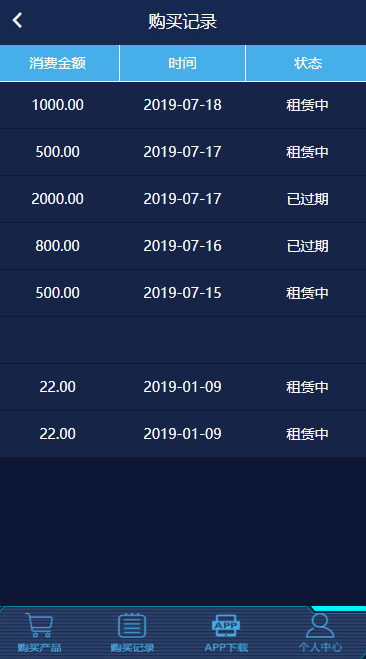 购买记录
消费金额 时间 状态
1000.00 2019-07-18 租赁中
500.00 2019-07-17 租赁中
2000.00 2019-07-17 已过期
800.00 2019-07-16 已过期
500.00 2019-07-15 租赁中
22.00 2019-01-09 租赁中
22.00 2019-01-09 租赁中
APP
购买产品 购买记录 APP下载 个人中心